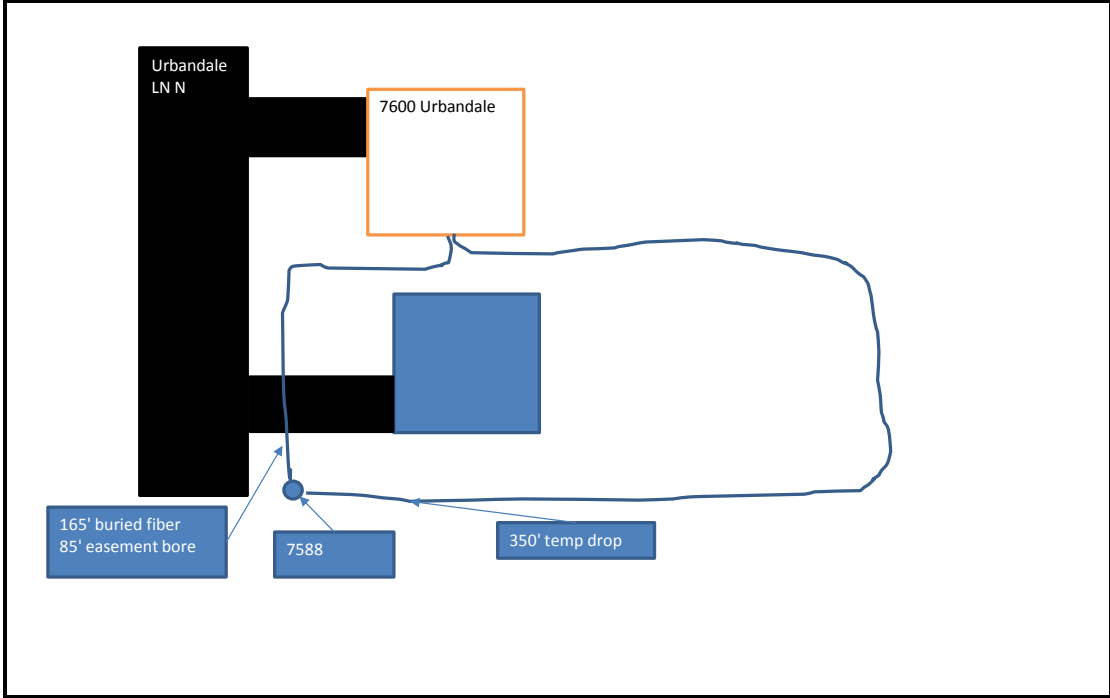 Urbandale
LN N
7600 Urbandale
165' buried fiber
85' easement bore
7588
350' temp drop